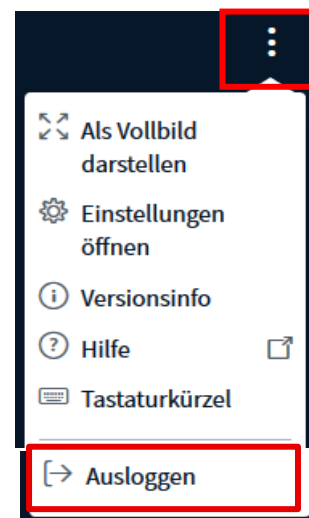 Als Vollbild
darstellen
Einstellungen
öffnen
Versionsinfo
Hilfe
Tastaturkürzel
Ausloggen